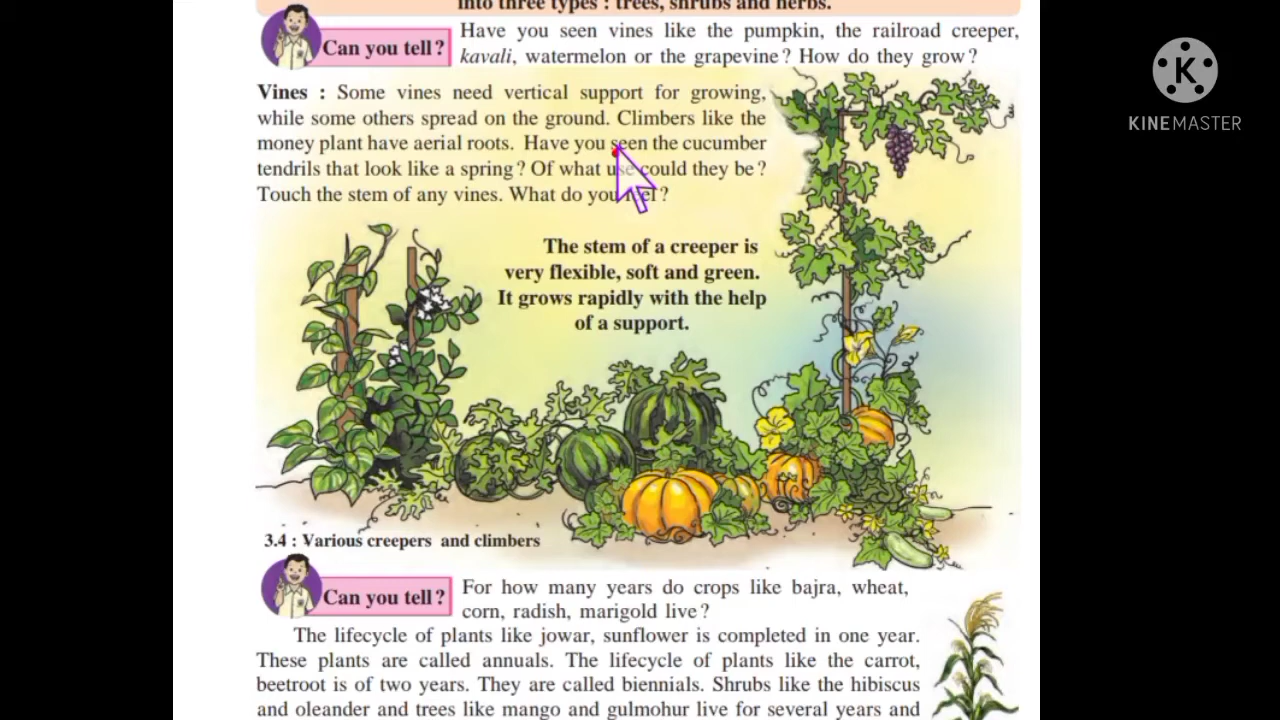 into three types : trees, shrubs and herbs.
Can you tell?
Have you seen vines like the pumpkin, the railroad creeper,
kavali, watermelon or the grapevine? How do they grow?
KINEMASTER
Vines : Some vines need vertical support for growing,
while some others spread on the ground. Climbers like the
money plant have aerial roots. Have you seen the cucumber
tendrils that look like a spring? Of what use could they be?
Touch the stem of any vines. What do you feel?
The stem of a creeper is
very flexible, soft and green.
It grows rapidly with the help
of a support.
3.4 : Various creepers and climbers
Can you tell?
For how many years do crops like bajra, wheat,
corn, radish, marigold live?
The lifecycle of plants like jowar, sunflower is completed in one year.
These plants are called annuals. The lifecycle of plants like the carrot,
beetroot is of two years. They are called biennials. Shrubs like the hibiscus
and oleander and trees like mango and gulmohur live for several years and